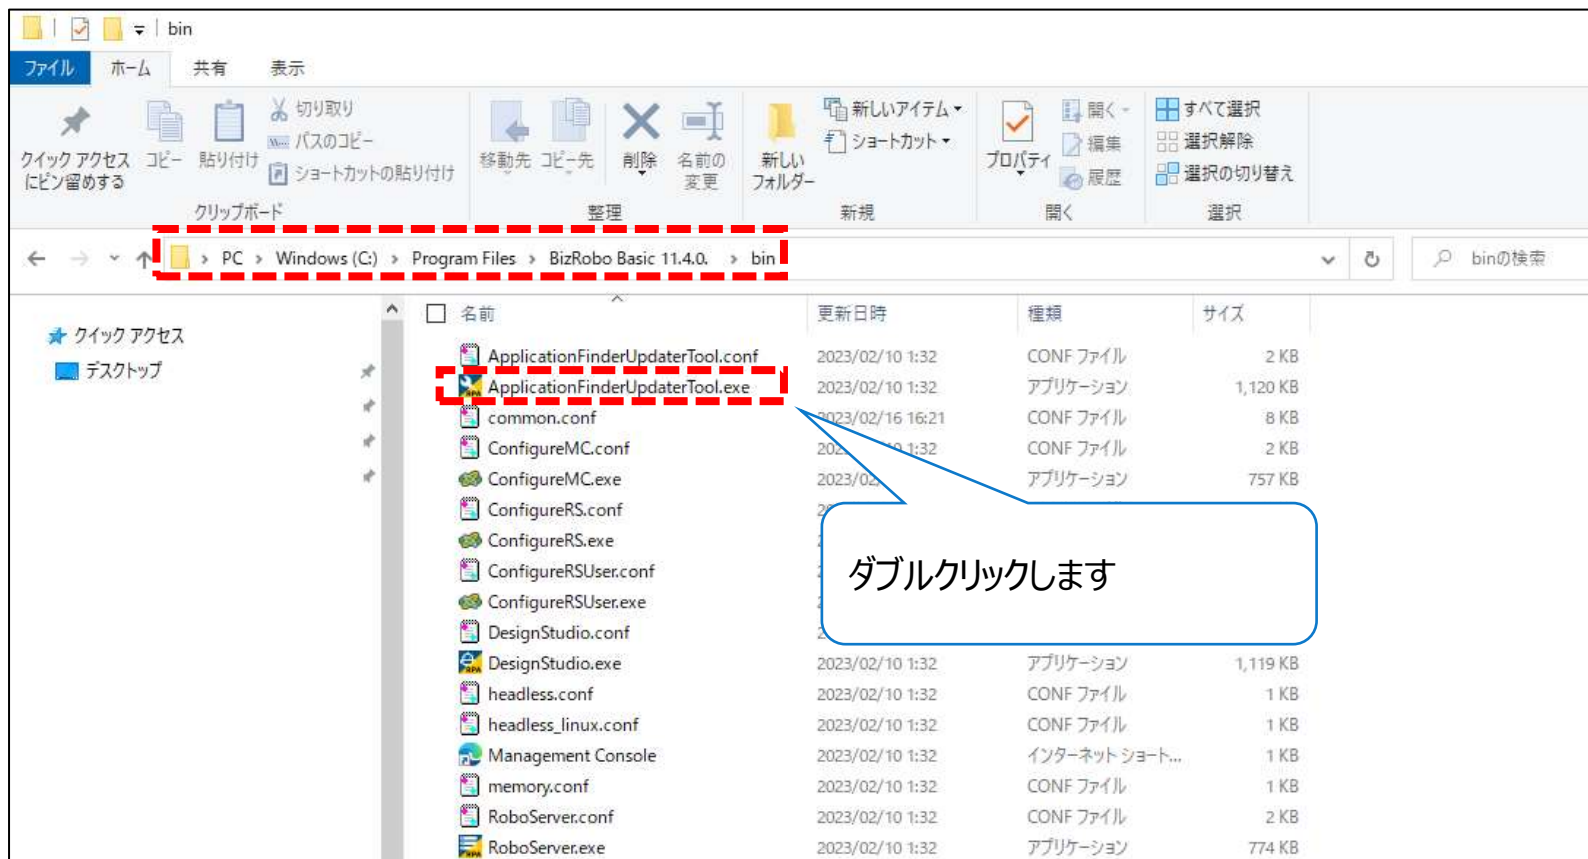 bin
ファイル ホーム 共有 表示
クイック アクセス
にピン留めする
コピー
貼り付け
切り取り
パスのコピー
ショートカットの貼り付け
クリップボード
移動先
コピー先
削除
名前の
変更
整理
新しい
フォルダー
新しいアイテム
ショートカット
新規
プロパティ
開く
編集
履歴
開く
すべて選択
選択解除
選択の切り替え
選択
PC > Windows (C:) > Program Files > BizRobo Basic 11.4.0. > bin
binの検索
クイック アクセス
デスクトップ
名前 更新日時 種類 サイズ
ApplicationFinderUpdaterTool.conf 2023/02/10 1:32 CONF ファイル 2 KB
ApplicationFinderUpdaterTool.exe 2023/02/10 1:32 アプリケーション 1,120 KB
common.conf 2023/02/16 16:21 CONF ファイル 8 KB
ConfigureMC.conf 1:32 CONF ファイル 2 KB
ConfigureMC.exe 2023/02/ アプリケーション 757 KB
ConfigureRS.conf
ConfigureRS.exe
ConfigureRSUser.conf
ConfigureRSUser.exe
ダブルクリックします
DesignStudio.conf
DesignStudio.exe 2023/02/10 1:32 アプリケーション 1,119 KB
headless.conf 2023/02/10 1:32 CONF ファイル 1 KB
headless_linux.conf 2023/02/10 1:32 CONF ファイル 1 KB
Management Console 2023/02/10 1:32 インターネット ショート... 1 KB
memory.conf 2023/02/10 1:32 CONF ファイル 1 KB
RoboServer.conf 2023/02/10 1:32 CONF ファイル 2 KB
RoboServer.exe 2023/02/10 1:32 アプリケーション 774 KB